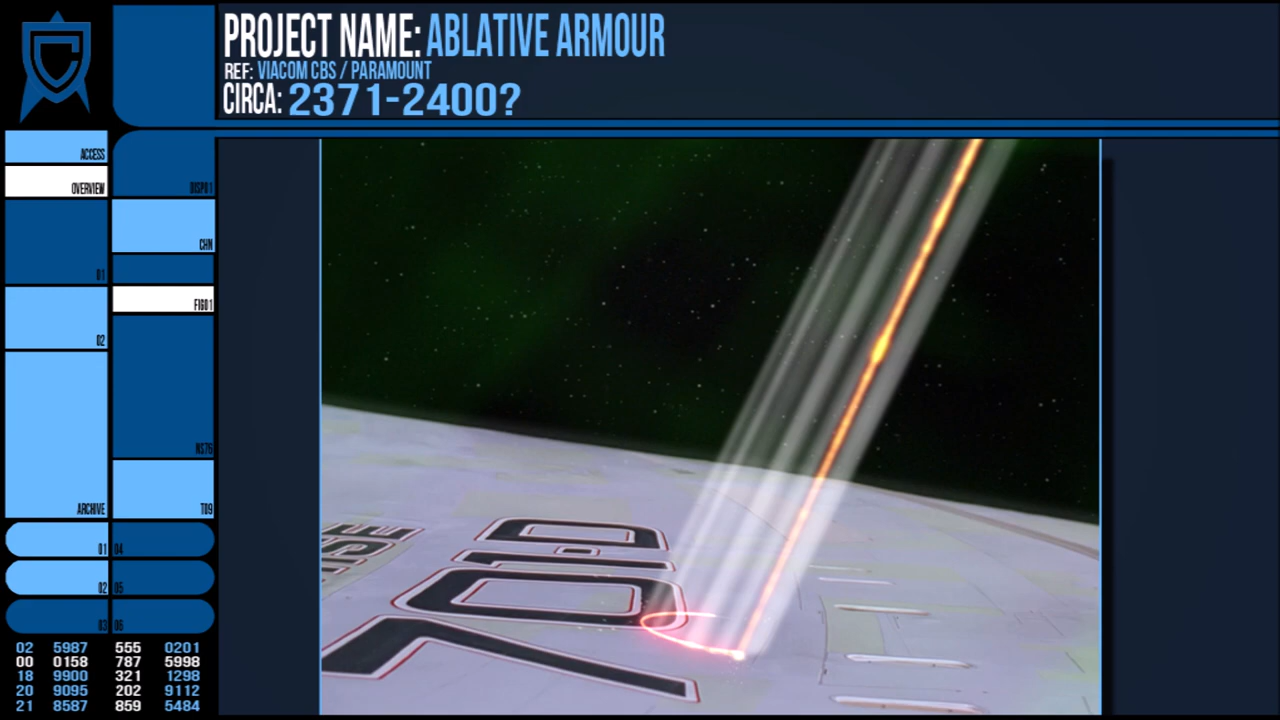 PROJECT NAME: ABLATIVE ARMOUR
REF: VIACOM CBS / PARAMOUNT
CIRCA: 2371-2400?
ACCESS
OVERVIEW
01
02
ARCHIVE
01
02
03
DISP01
CHN
FIG01
NS76
T09
04
05
06
02 5987 555 0201
00 0158 787 5998
18 9900 321 1298
20 9095 202 9112
21 8587 859 5484
ISE
701-D